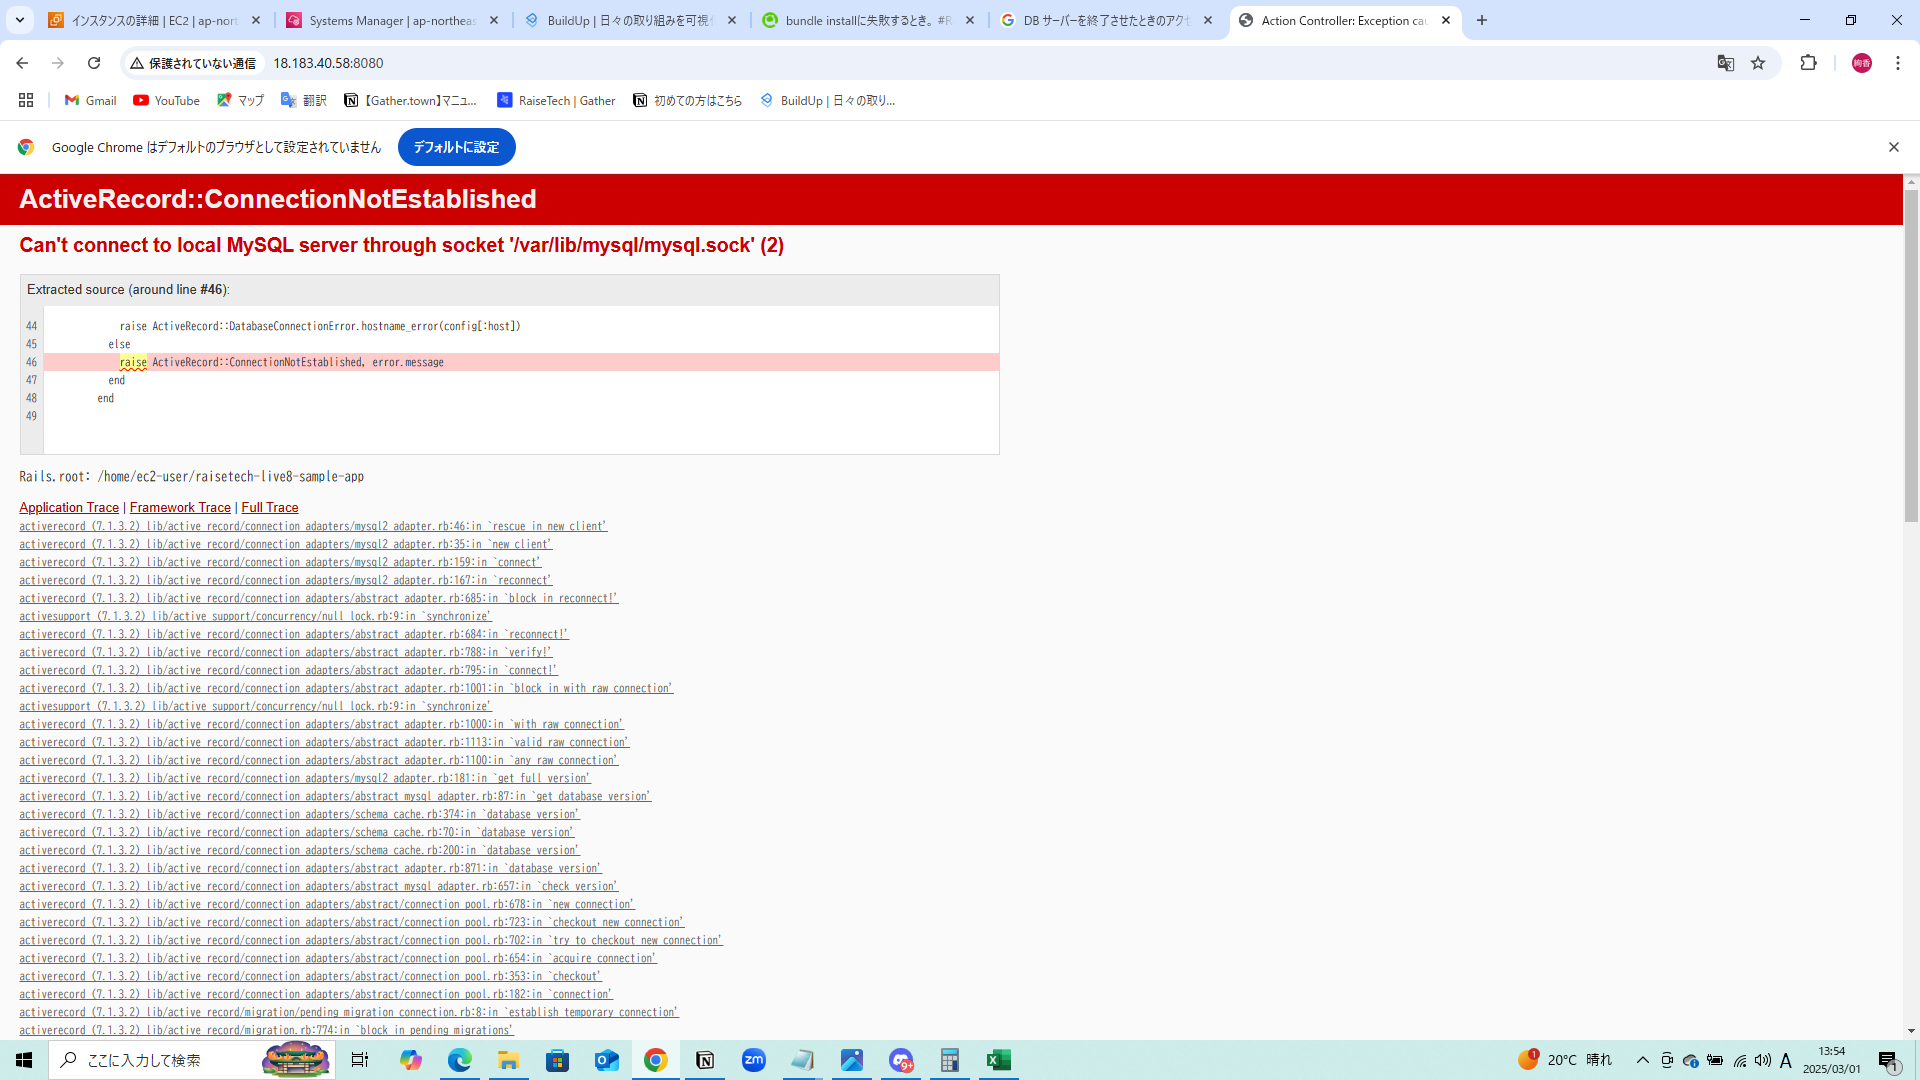 インスタンスの詳細 | EC2 | ap-nort
Systems Manager | ap-northeas
BuildUp | 日々の取り組みを可視化
bundle installに失敗するとき。 #R
DB サーバーを終了させたときのアクセ
Action Controller: Exception cau
保護されていない通信
18.183.40.58:8080
絢香
Gmail
YouTube
マップ
翻訳
【Gather.town】マニュ...
RaiseTech | Gather
初めての方はこちら
BuildUp | 日々の取り...
Google Chrome はデフォルトのブラウザとして設定されていません
デフォルトに設定
ActiveRecord::ConnectionNotEstablished
Can't connect to local MySQL server through socket '/var/lib/mysql/mysql.sock' (2)
Extracted source (around line #46):
44 raise ActiveRecord::DatabaseConnectionError.hostname_error(config[:host])
45 else
46 raise ActiveRecord::ConnectionNotEstablished, error.message
47 end
48 end
49
Rails.root: /home/ec2-user/raisetech-live8-sample-app
Application Trace | Framework Trace | Full Trace
activerecord (7.1.3.2) lib/active_record/connection_adapters/mysql2_adapter.rb:46:in `rescue in new_client'
activerecord (7.1.3.2) lib/active_record/connection_adapters/mysql2_adapter.rb:35:in `new_client'
activerecord (7.1.3.2) lib/active_record/connection_adapters/mysql2_adapter.rb:159:in `connect'
activerecord (7.1.3.2) lib/active_record/connection_adapters/mysql2_adapter.rb:167:in `reconnect'
activerecord (7.1.3.2) lib/active_record/connection_adapters/abstract_adapter.rb:685:in `block in reconnect!'
activesupport (7.1.3.2) lib/active_support/concurrency/null_lock.rb:9:in `synchronize'
activerecord (7.1.3.2) lib/active_record/connection_adapters/abstract_adapter.rb:684:in `reconnect!'
activerecord (7.1.3.2) lib/active_record/connection_adapters/abstract_adapter.rb:788:in `verify!'
activerecord (7.1.3.2) lib/active_record/connection_adapters/abstract_adapter.rb:795:in `connect!'
activerecord (7.1.3.2) lib/active_record/connection_adapters/abstract_adapter.rb:1001:in `block in with_raw_connection'
activesupport (7.1.3.2) lib/active_support/concurrency/null_lock.rb:9:in `synchronize'
activerecord (7.1.3.2) lib/active_record/connection_adapters/abstract_adapter.rb:1000:in `with_raw_connection'
activerecord (7.1.3.2) lib/active_record/connection_adapters/abstract_adapter.rb:1113:in `valid_raw_connection'
activerecord (7.1.3.2) lib/active_record/connection_adapters/abstract_adapter.rb:1100:in `any_raw_connection'
activerecord (7.1.3.2) lib/active_record/connection_adapters/mysql2_adapter.rb:181:in `get_full_version'
activerecord (7.1.3.2) lib/active_record/connection_adapters/abstract_mysql_adapter.rb:87:in `get_database_version'
activerecord (7.1.3.2) lib/active_record/connection_adapters/schema_cache.rb:374:in `database_version'
activerecord (7.1.3.2) lib/active_record/connection_adapters/schema_cache.rb:70:in `database_version'
activerecord (7.1.3.2) lib/active_record/connection_adapters/schema_cache.rb:200:in `database_version'
activerecord (7.1.3.2) lib/active_record/connection_adapters/abstract_adapter.rb:871:in `database_version'
activerecord (7.1.3.2) lib/active_record/connection_adapters/abstract_mysql_adapter.rb:657:in `check_version'
activerecord (7.1.3.2) lib/active_record/connection_adapters/abstract/connection_pool.rb:678:in `new_connection'
activerecord (7.1.3.2) lib/active_record/connection_adapters/abstract/connection_pool.rb:723:in `checkout_new_connection'
activerecord (7.1.3.2) lib/active_record/connection_adapters/abstract/connection_pool.rb:702:in `try_to_checkout_new_connection'
activerecord (7.1.3.2) lib/active_record/connection_adapters/abstract/connection_pool.rb:654:in `acquire_connection'
activerecord (7.1.3.2) lib/active_record/connection_adapters/abstract/connection_pool.rb:353:in `checkout'
activerecord (7.1.3.2) lib/active_record/connection_adapters/abstract/connection_pool.rb:182:in `connection'
activerecord (7.1.3.2) lib/active_record/migration/pending_migration_connection.rb:8:in `establish_temporary_connection'
activerecord (7.1.3.2) lib/active_record/migration.rb:774:in `block in pending_migrations'
ここに入力して検索
zm
9+
1
20°C 晴れ
A
13:54
2025/03/01
1